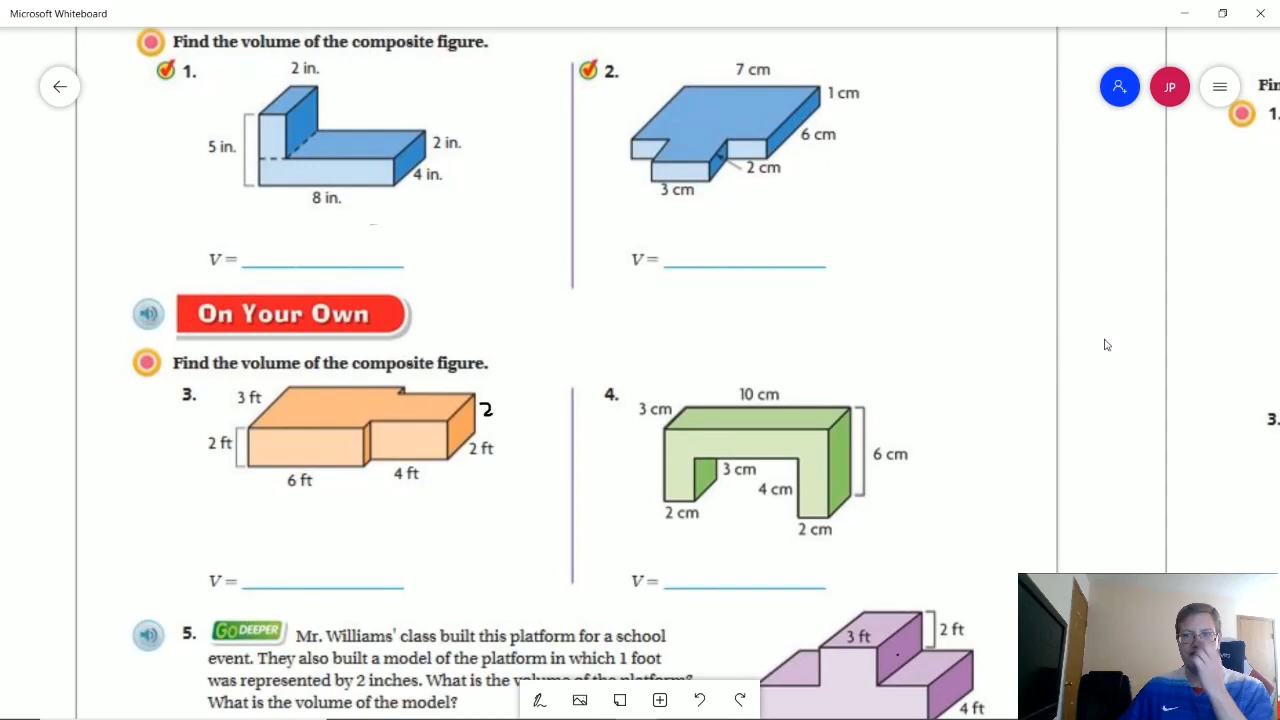 Microsoft Whiteboard
Find the volume of the composite figure.
1.
2 in.
5 in.
2 in.
4 in.
8 in.
V =
2.
7 cm
1 cm
6 cm
2 cm
3 cm
V =
JP
Fin
1.
On Your Own
Find the volume of the composite figure.
3.
3 ft
2
2 ft
2 ft
4 ft
6 ft
V =
4.
10 cm
3 cm
6 cm
3 cm
4 cm
2 cm
2 cm
V =
3.
5. Go DEEPER Mr. Williams' class built this platform for a school
event. They also built a model of the platform in which 1 foot
was represented by 2 inches. What is the volume of the platform?
What is the volume of the model?
3 ft
2 ft
4 ft